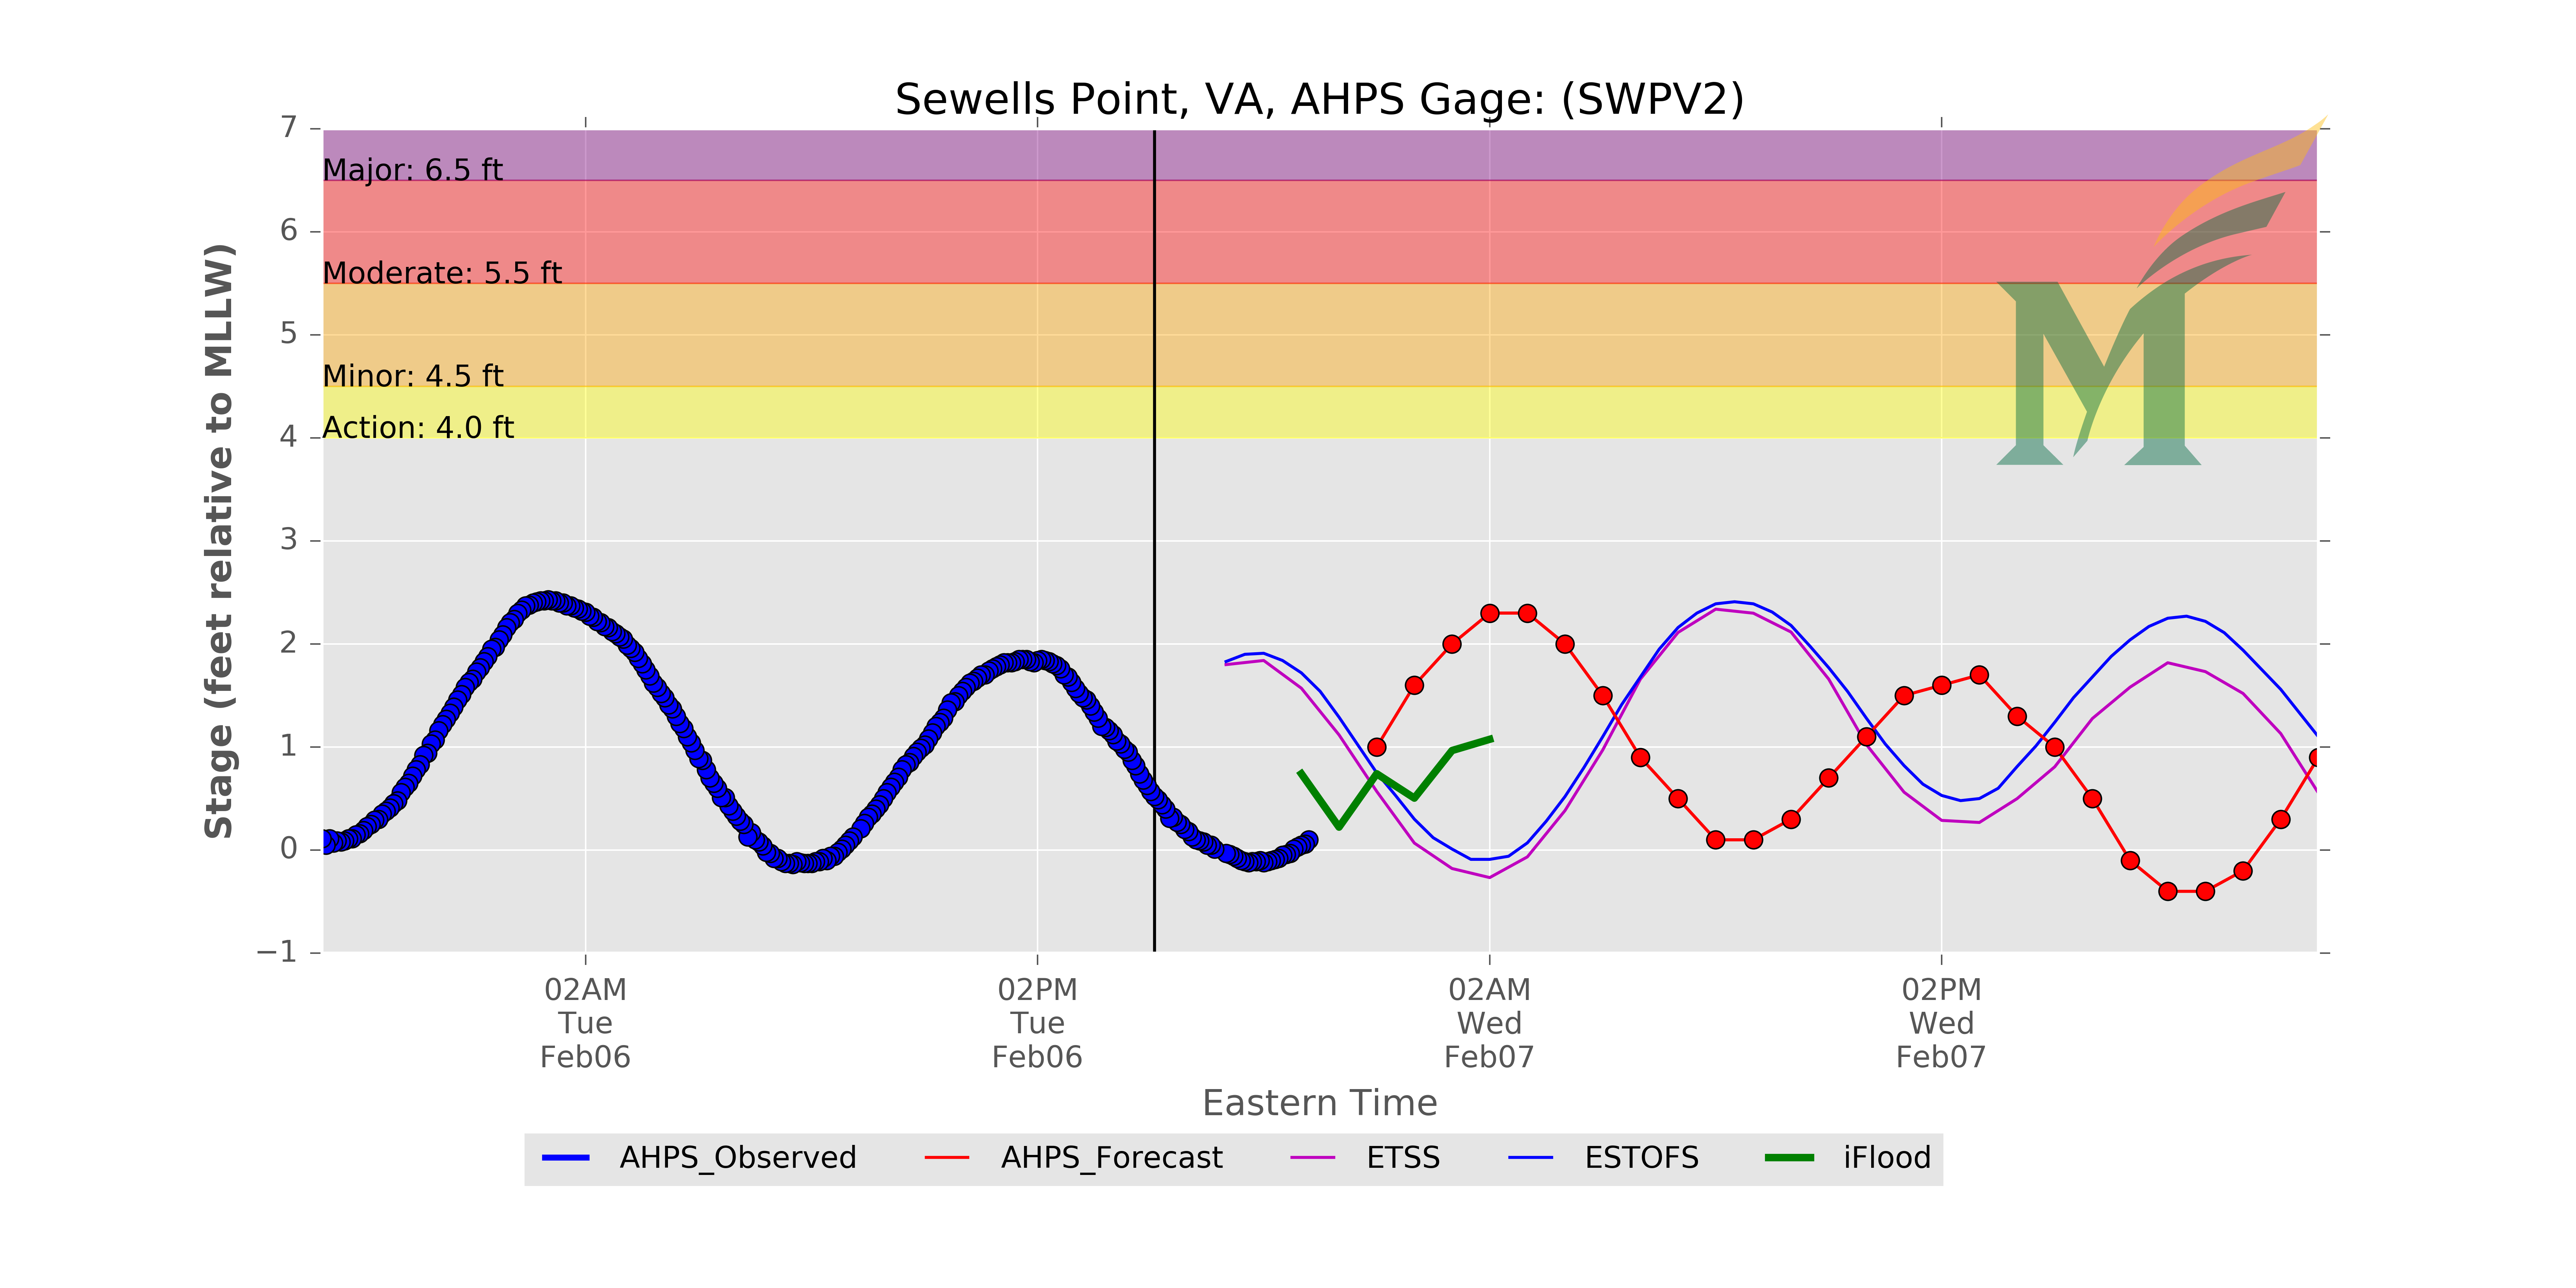 Sewells Point, VA, AHPS Gage: (SWPV2)
Stage (feet relative to MLLW)
7
6
5
4
3
2
1
0
−1
Major: 6.5 ft
Moderate: 5.5 ft
Minor: 4.5 ft
Action: 4.0 ft
M
02AM
Tue
Feb06
02PM
Tue
Feb06
02AM
Wed
Feb07
02PM
Wed
Feb07
Eastern Time
AHPS_Observed
AHPS_Forecast
ETSS
ESTOFS
iFlood